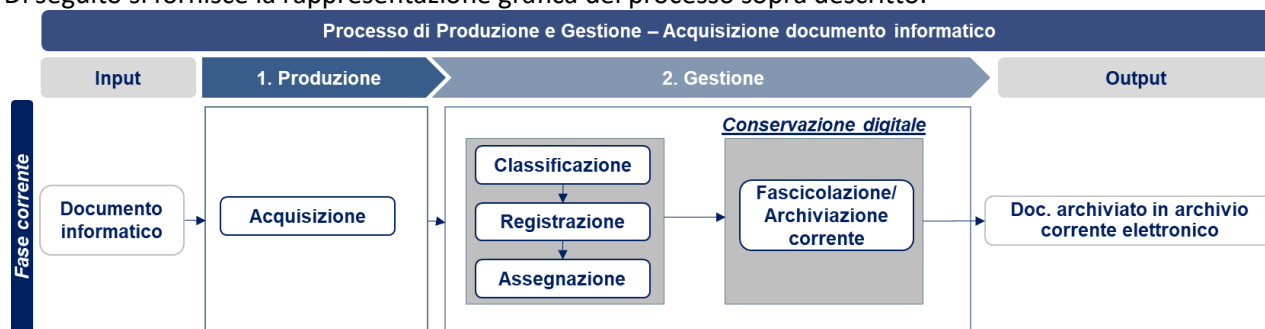 Di seguito si fornisce la rappresentazione grafica del processo sopra descritto:
Processo di Produzione e Gestione – Acquisizione documento informatico
Input
1. Produzione
2. Gestione
Output
Fase corrente
Documento
informatico
Acquisizione
Classificazione
Registrazione
Assegnazione
Conservazione digitale
Fascicolazione/
Archiviazione
corrente
Doc. archiviato in archivio
corrente elettronico